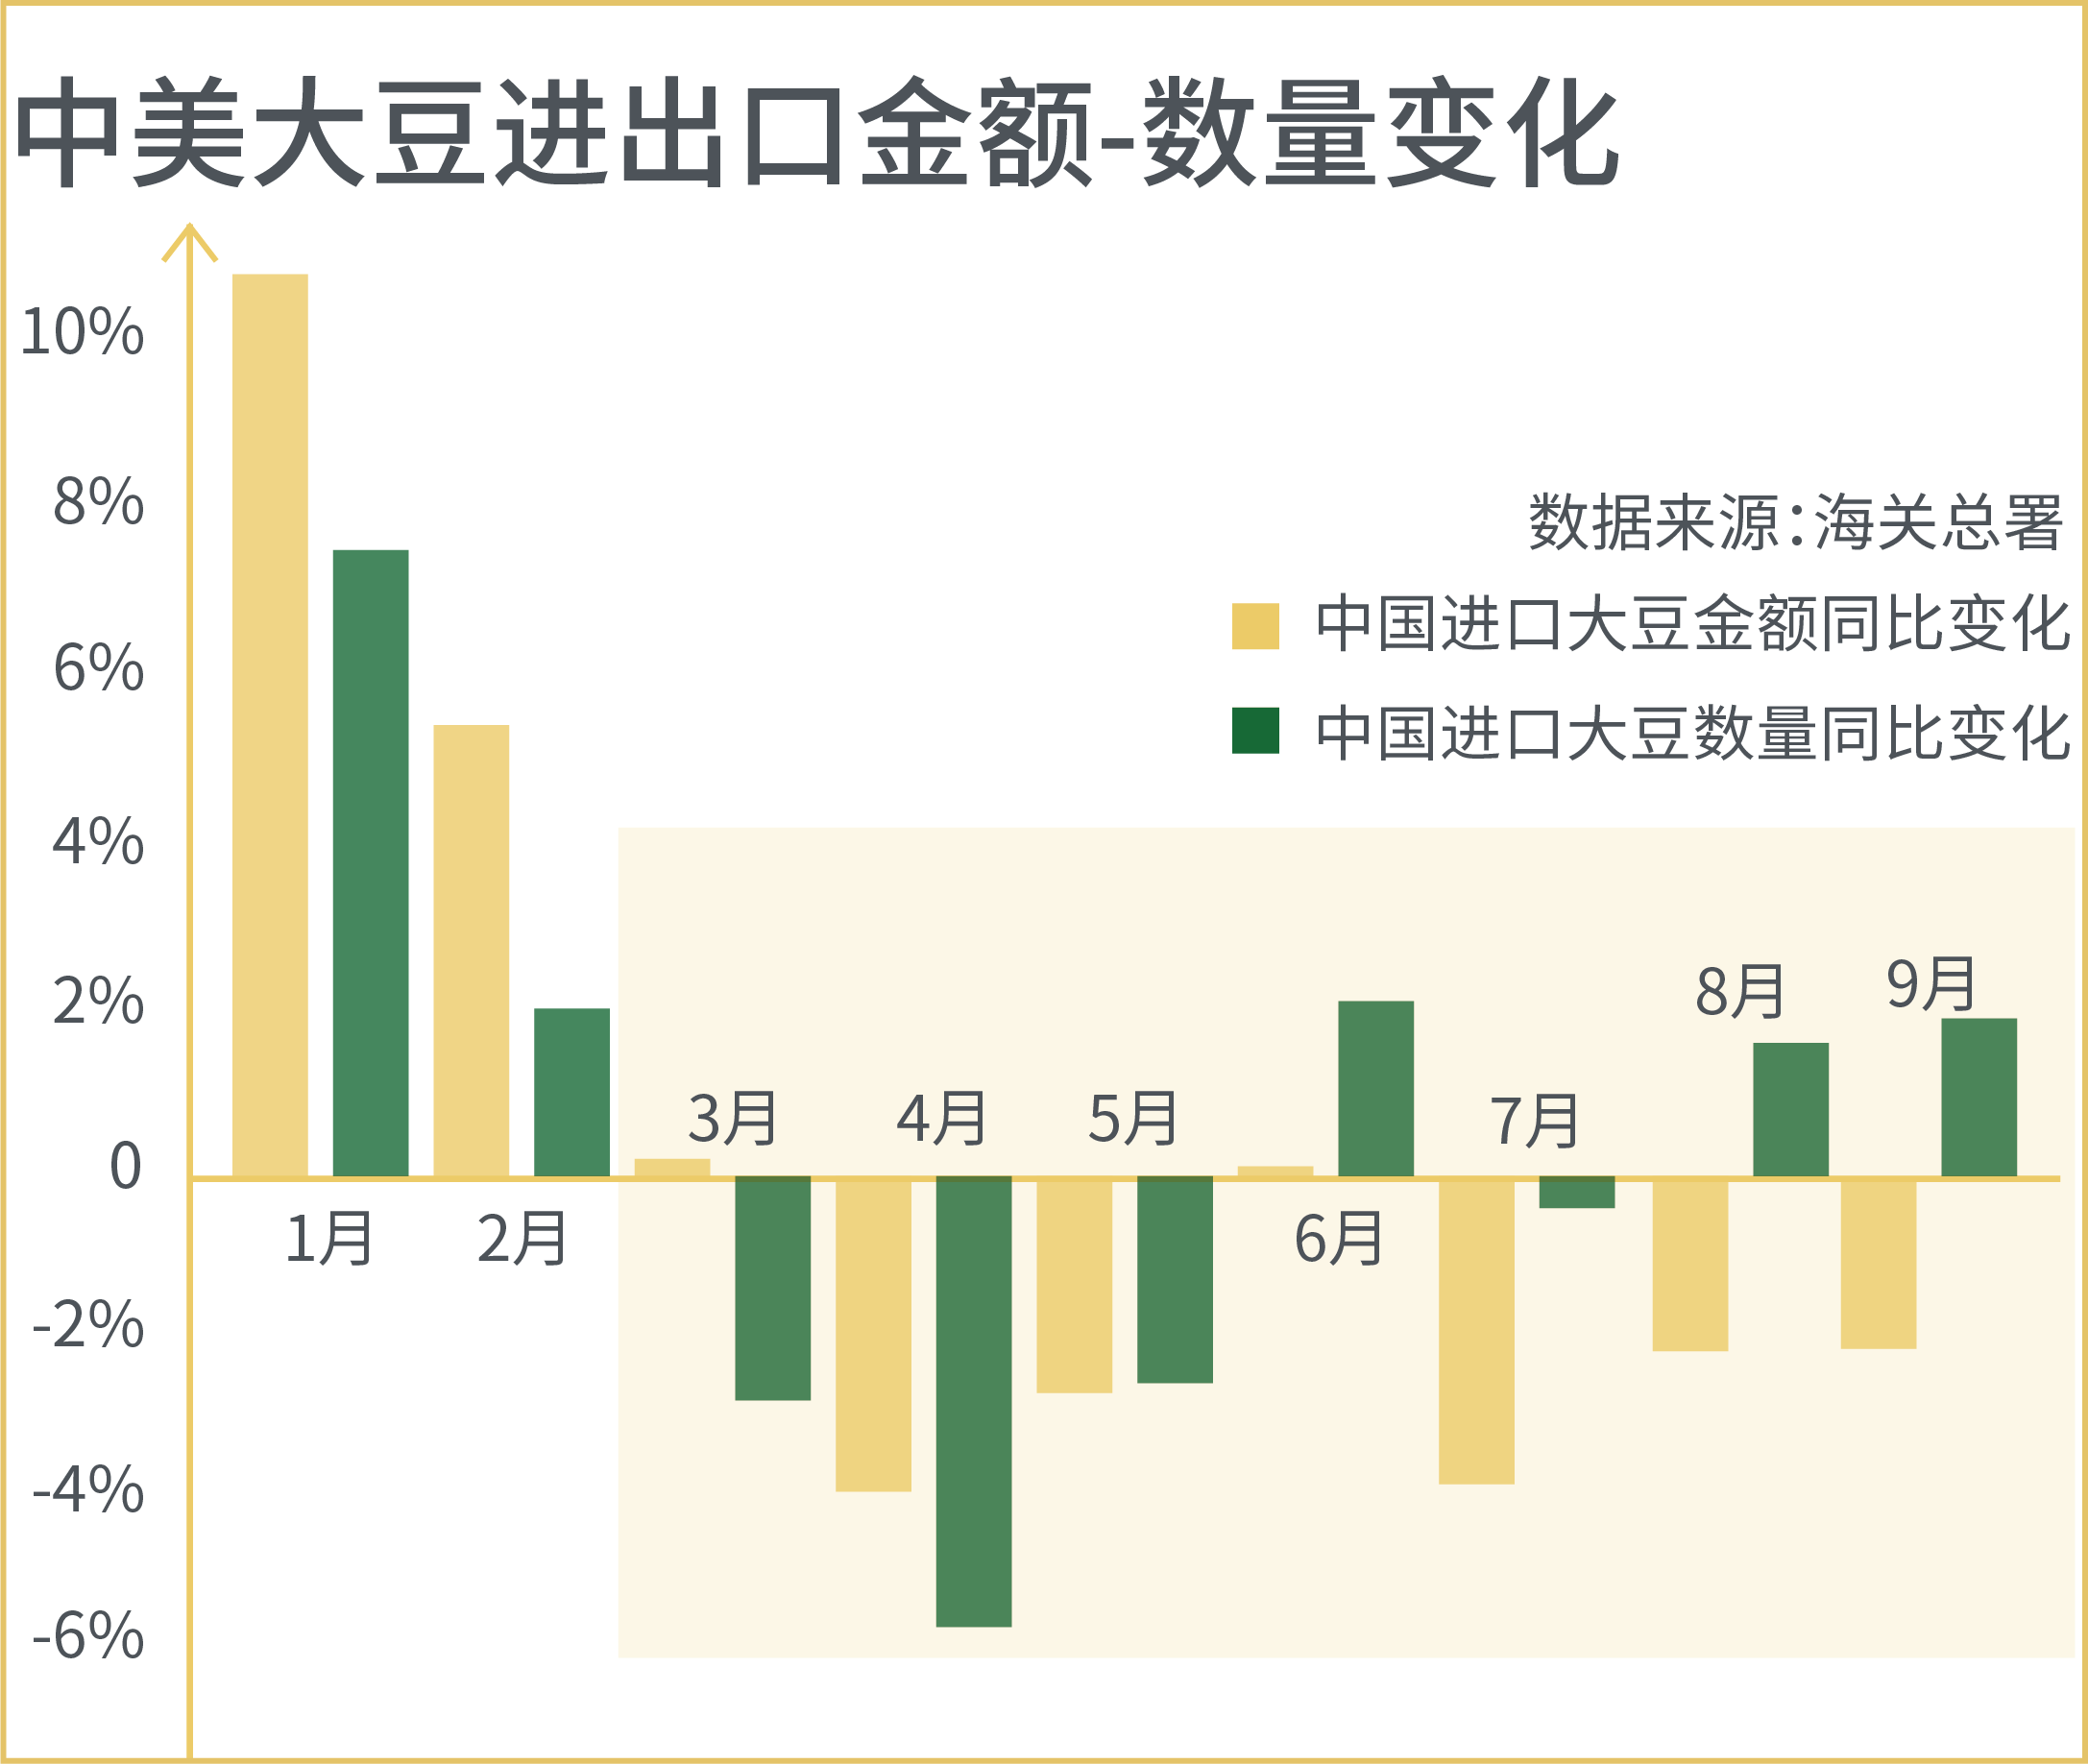 中美大豆进出口金额-数量变化
10%
8%
数据来源：海关总署
中国进口大豆金额同比变化
6%
中国进口大豆数量同比变化
4%
2%
8月
9月
3月
4月
5月
7月
0
1月
2月
6月
-2%
-4%
-6%